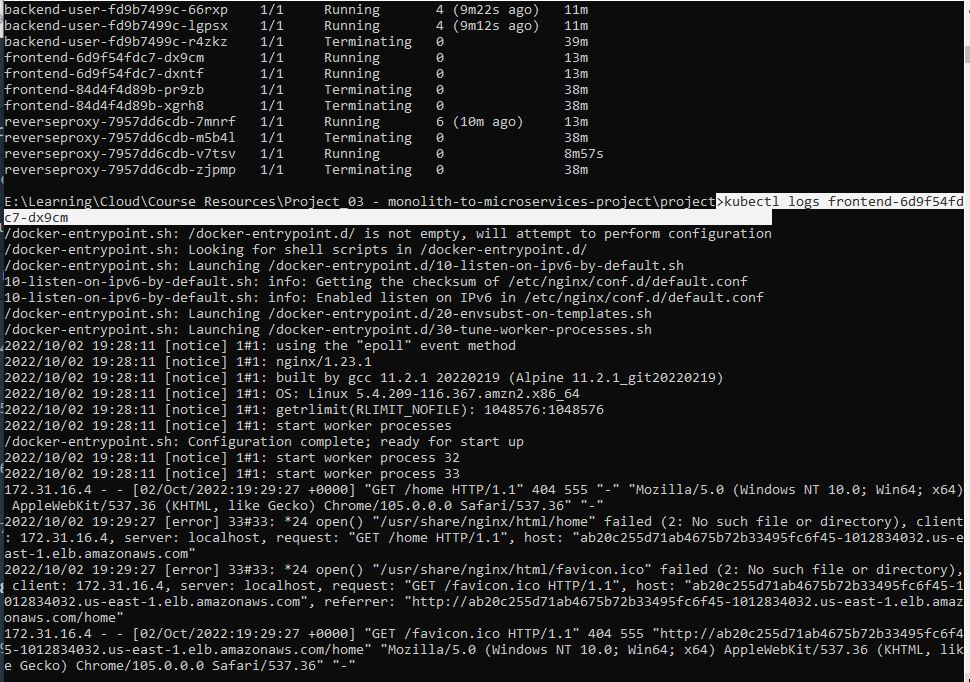 backend-user-fd9b7499c-66rxp    1/1     Running       4 (9m22s ago)   11m
backend-user-fd9b7499c-lgpsx    1/1     Running       4 (9m12s ago)   11m
backend-user-fd9b7499c-r4zkz    1/1     Terminating   0               39m
frontend-6d9f54fdc7-dx9cm       1/1     Running       0               13m
frontend-6d9f54fdc7-dxntf       1/1     Running       0               13m
frontend-84d4f4d89b-pr9zb       1/1     Terminating   0               38m
frontend-84d4f4d89b-xgrh8       1/1     Terminating   0               38m
reverseproxy-7957dd6cdb-7mnrf   1/1     Running       6 (10m ago)     13m
reverseproxy-7957dd6cdb-m5b4l   1/1     Terminating   0               38m
reverseproxy-7957dd6cdb-v7tsv   1/1     Running       0               8m57s
reverseproxy-7957dd6cdb-zjpmp   1/1     Terminating   0               38m
E:\Learning\Cloud\Course Resources\Project_03 - monolith-to-microservices-project\project>kubectl logs frontend-6d9f54fd
c7-dx9cm
/docker-entrypoint.sh: /docker-entrypoint.d/ is not empty, will attempt to perform configuration
/docker-entrypoint.sh: Looking for shell scripts in /docker-entrypoint.d/
/docker-entrypoint.sh: Launching /docker-entrypoint.d/10-listen-on-ipv6-by-default.sh
10-listen-on-ipv6-by-default.sh: info: Getting the checksum of /etc/nginx/conf.d/default.conf
10-listen-on-ipv6-by-default.sh: info: Enabled listen on IPv6 in /etc/nginx/conf.d/default.conf
/docker-entrypoint.sh: Launching /docker-entrypoint.d/20-envsubst-on-templates.sh
/docker-entrypoint.sh: Launching /docker-entrypoint.d/30-tune-worker-processes.sh
2022/10/02 19:28:11 [notice] 1#1: using the "epoll" event method
2022/10/02 19:28:11 [notice] 1#1: nginx/1.23.1
2022/10/02 19:28:11 [notice] 1#1: built by gcc 11.2.1 20220219 (Alpine 11.2.1_git20220219)
2022/10/02 19:28:11 [notice] 1#1: OS: Linux 5.4.209-116.367.amzn2.x86_64
2022/10/02 19:28:11 [notice] 1#1: getrlimit(RLIMIT_NOFILE): 1048576:1048576
2022/10/02 19:28:11 [notice] 1#1: start worker processes
/docker-entrypoint.sh: Configuration complete; ready for start up
2022/10/02 19:28:11 [notice] 1#1: start worker process 32
2022/10/02 19:28:11 [notice] 1#1: start worker process 33
172.31.16.4 - - [02/Oct/2022:19:29:27 +0000] "GET /home HTTP/1.1" 404 555 "-" "Mozilla/5.0 (Windows NT 10.0; Win64; x64)
 AppleWebKit/537.36 (KHTML, like Gecko) Chrome/105.0.0.0 Safari/537.36" "-"
2022/10/02 19:29:27 [error] 33#33: *24 open() "/usr/share/nginx/html/home" failed (2: No such file or directory), client
: 172.31.16.4, server: localhost, request: "GET /home HTTP/1.1", host: "ab20c255d71ab4675b72b33495fc6f45-1012834032.us-e
ast-1.elb.amazonaws.com"
2022/10/02 19:29:27 [error] 33#33: *24 open() "/usr/share/nginx/html/favicon.ico" failed (2: No such file or directory),
 client: 172.31.16.4, server: localhost, request: "GET /favicon.ico HTTP/1.1", host: "ab20c255d71ab4675b72b33495fc6f45-1
012834032.us-east-1.elb.amazonaws.com", referrer: "http://ab20c255d71ab4675b72b33495fc6f45-1012834032.us-east-1.elb.amaz
onaws.com/home"
172.31.16.4 - - [02/Oct/2022:19:29:27 +0000] "GET /favicon.ico HTTP/1.1" 404 555 "http://ab20c255d71ab4675b72b33495fc6f4
5-1012834032.us-east-1.elb.amazonaws.com/home" "Mozilla/5.0 (Windows NT 10.0; Win64; x64) AppleWebKit/537.36 (KHTML, lik
e Gecko) Chrome/105.0.0.0 Safari/537.36" "-"